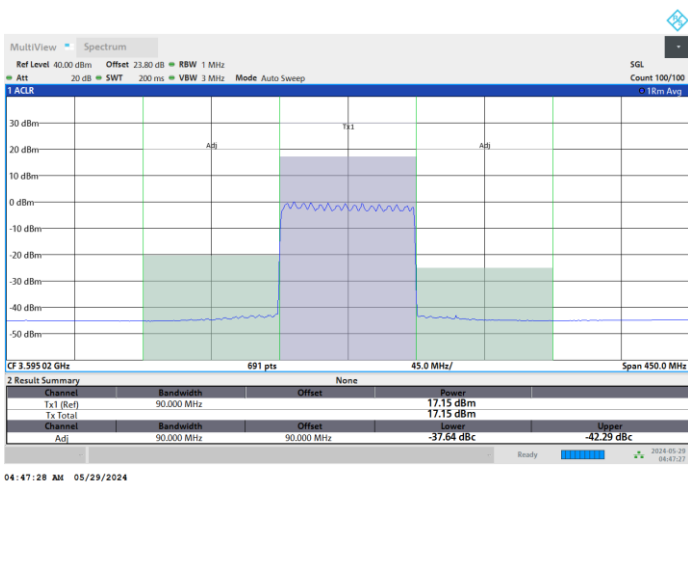 MultiView Spectrum
Ref Level 40.00 dBm Offset 23.80 dB RBW 1 MHz SGL
Att 20 dB SWT 200 ms VBW 3 MHz Mode Auto Sweep Count 100/100
1 ACLR 1Rm Avg
30 dBm
Tx1
20 dBm
Adj Adj
10 dBm
0 dBm
-10 dBm
-20 dBm
-30 dBm
-40 dBm
-50 dBm
CF 3.595 02 GHz 691 pts 45.0 MHz/ Span 450.0 MHz
2 Result Summary None
Channel Bandwidth Offset Power
Tx1 (Ref) 90.000 MHz 17.15 dBm
Tx Total 17.15 dBm
Channel Bandwidth Offset Lower Upper
Adj 90.000 MHz 90.000 MHz -37.64 dBc -42.29 dBc
Ready 2024-05-29
04:47:27
04:47:28 AM 05/29/2024